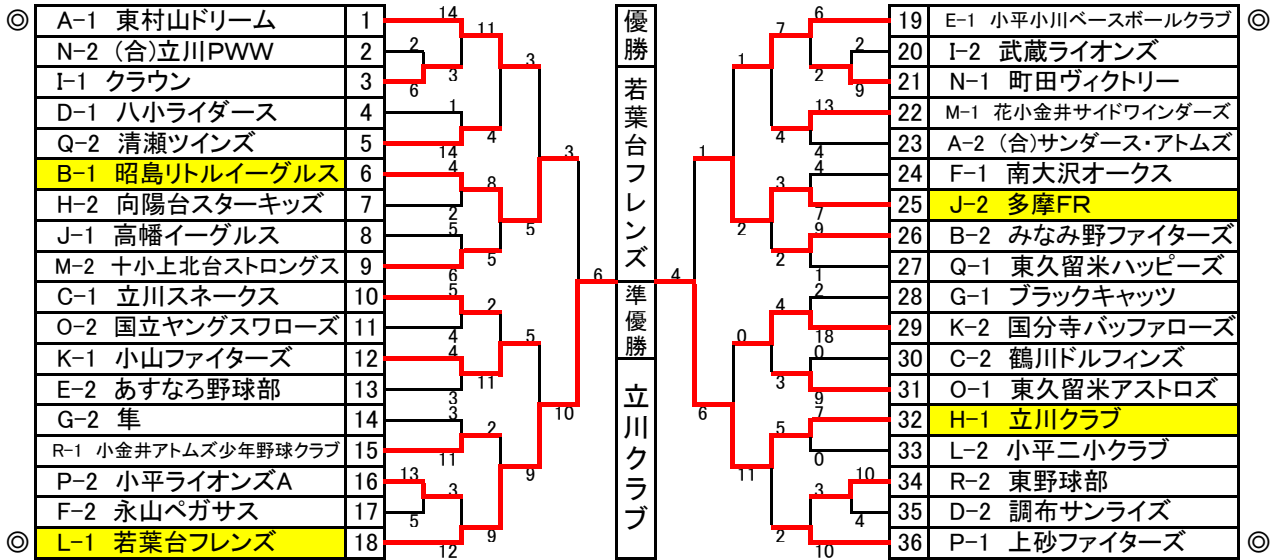 ◎ A-1 東村山ドリーム 1
N-2 (合)立川PWW 2
I-1 クラウン 3
D-1 八小ライダース 4
Q-2 清瀬ツインズ 5
B-1 昭島リトルイーグルス 6
H-2 向陽台スターキッズ 7
J-1 高幡イーグルス 8
M-2 十小上北台ストロングス 9
C-1 立川スネークス 10
O-2 国立ヤングスワローズ 11
K-1 小山ファイターズ 12
E-2 あすなろ野球部 13
G-2 隼 14
R-1 小金井アトムズ少年野球クラブ 15
P-2 小平ライオンズA 16
F-2 永山ペガサス 17
◎ L-1 若葉台フレンズ 18
14
2
6
1
14
4
2
5
6
5
4
4
3
3
11
13
5
12
11
3
4
8
5
2
11
2
3
9
3
5
5
9
3
10
6
優勝
若葉台フレンズ
準優勝
立川クラブ
4
1
6
1
2
0
11
7
4
3
2
4
3
5
2
6
2
13
4
4
7
9
1
2
18
0
9
7
0
3
10
2
9
10
4
19 E-1 小平小川ベースボールクラブ ◎
20 I-2 武蔵ライオンズ
21 N-1 町田ヴィクトリー
22 M-1 花小金井サイドワインダーズ
23 A-2 (合)サンダース・アトムズ
24 F-1 南大沢オークス
25 J-2 多摩FR
26 B-2 みなみ野ファイターズ
27 Q-1 東久留米ハッピーズ
28 G-1 ブラックキャッツ
29 K-2 国分寺バッファローズ
30 C-2 鶴川ドルフィンズ
31 O-1 東久留米アストロズ
32 H-1 立川クラブ
33 L-2 小平二小クラブ
34 R-2 東野球部
35 D-2 調布サンライズ
36 P-1 上砂ファイターズ ◎